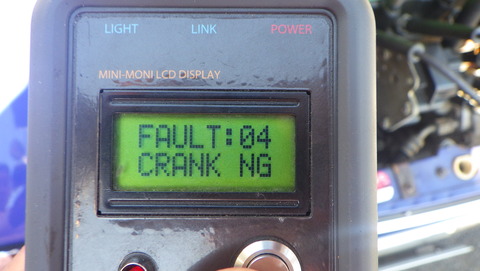 LIGHT LINK POWER
MINI-MONI LCD DISPLAY
FAULT:04
CRANK NG